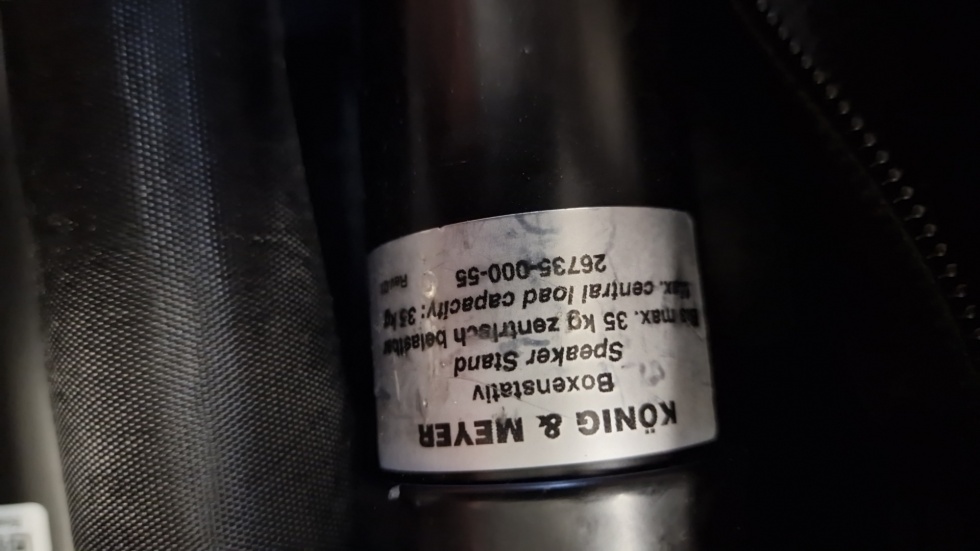 KÖNIG & MEYER
Boxenstativ
Speaker Stand
Bis max. 35 kg zentrisch belastbar
Max. central load capacity: 35 kg
26735-000-55